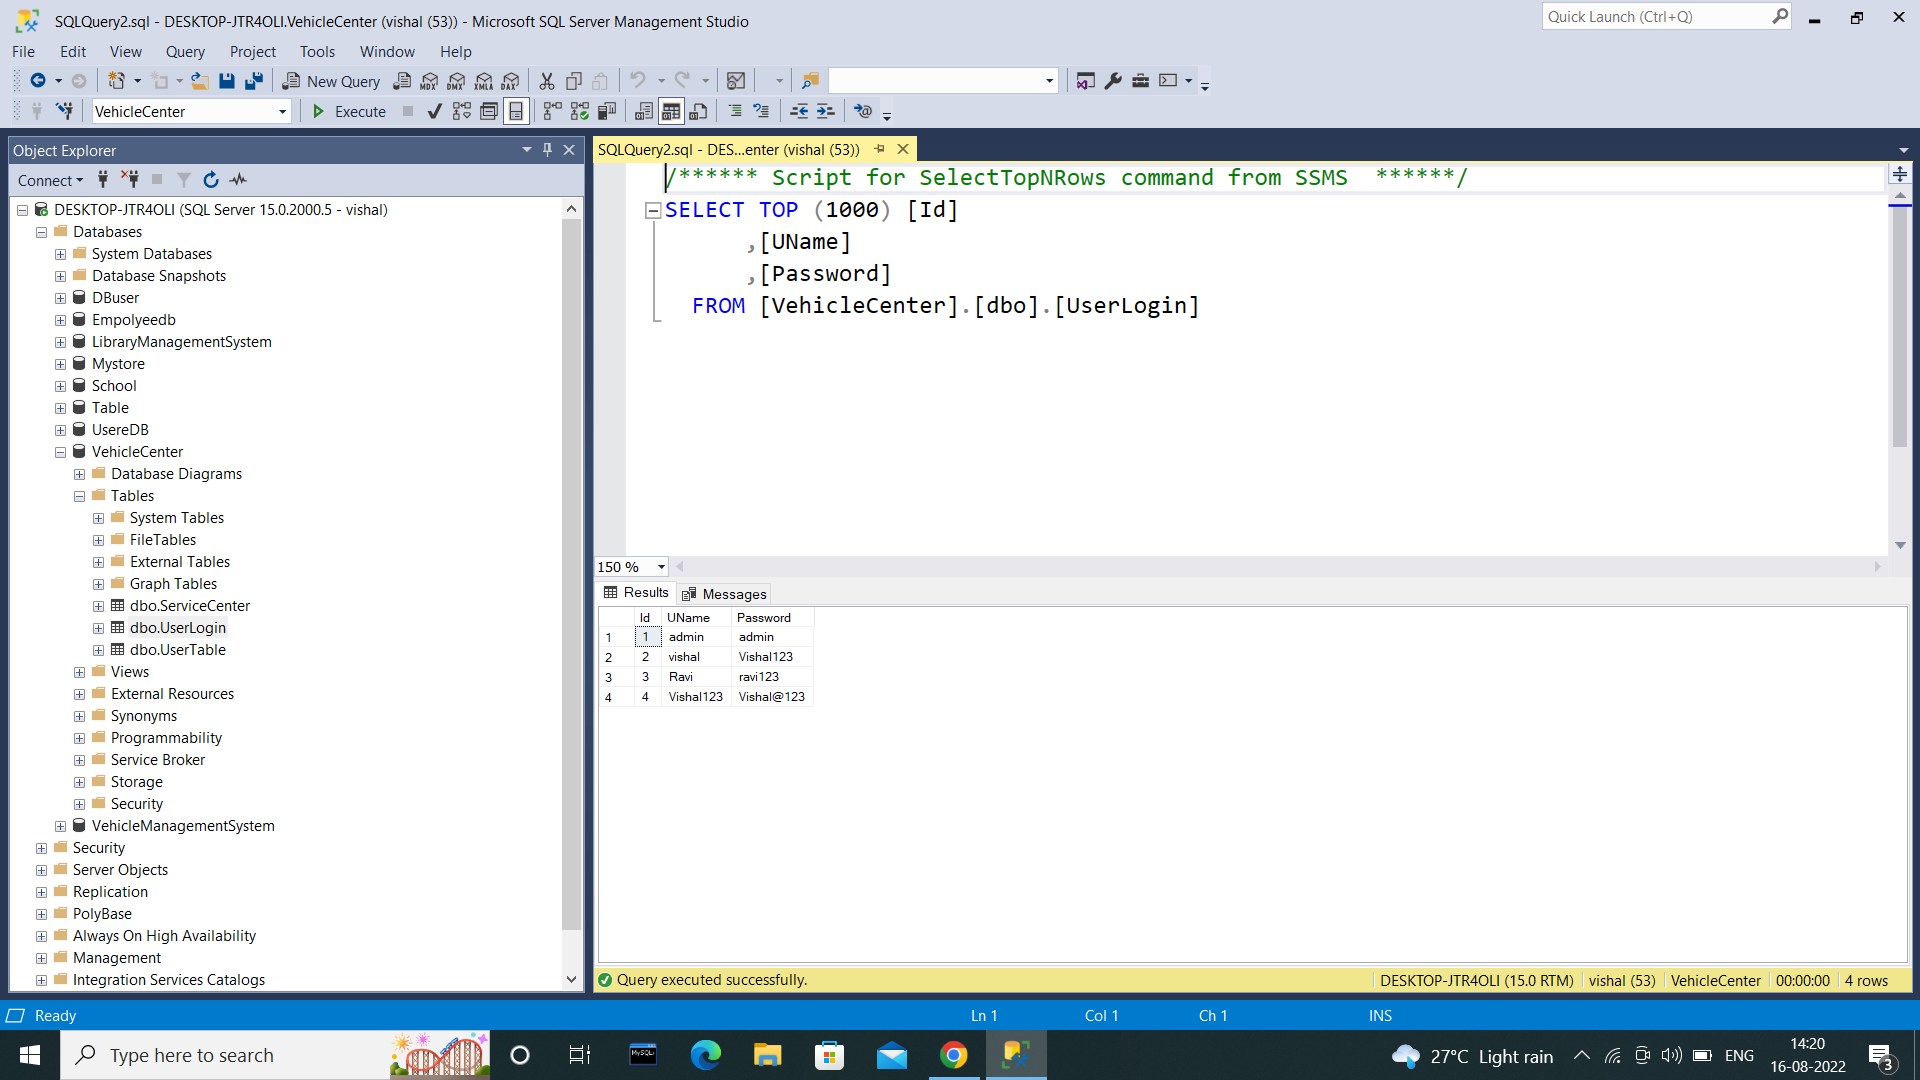 SQLQuery2.sql - DESKTOP-JTR4OLI.VehicleCenter (vishal (53)) - Microsoft SQL Server Management Studio
Quick Launch (Ctrl+Q)
File Edit View Query Project Tools Window Help
New Query MDX DMX XMLA DAX
VehicleCenter Execute
Object Explorer
Connect
DESKTOP-JTR4OLI (SQL Server 15.0.2000.5 - vishal)
Databases
System Databases
Database Snapshots
DBuser
Empolyeedb
LibraryManagementSystem
Mystore
School
Table
UsereDB
VehicleCenter
Database Diagrams
Tables
System Tables
FileTables
External Tables
Graph Tables
dbo.ServiceCenter
dbo.UserLogin
dbo.UserTable
Views
External Resources
Synonyms
Programmability
Service Broker
Storage
Security
VehicleManagementSystem
Security
Server Objects
Replication
PolyBase
Always On High Availability
Management
Integration Services Catalogs
SQLQuery2.sql - DES...enter (vishal (53))
/****** Script for SelectTopNRows command from SSMS  ******/
SELECT TOP (1000) [Id]
,[UName]
,[Password]
FROM [VehicleCenter].[dbo].[UserLogin]
150 %
Results Messages
Id UName Password
1 1 admin admin
2 2 vishal Vishal123
3 3 Ravi ravi123
4 4 Vishal123 Vishal@123
Query executed successfully. DESKTOP-JTR4OLI (15.0 RTM) vishal (53) VehicleCenter 00:00:00 4 rows
Ready Ln 1 Col 1 Ch 1 INS
Type here to search
MySQL
27°C Light rain ENG 14:20
16-08-2022
3